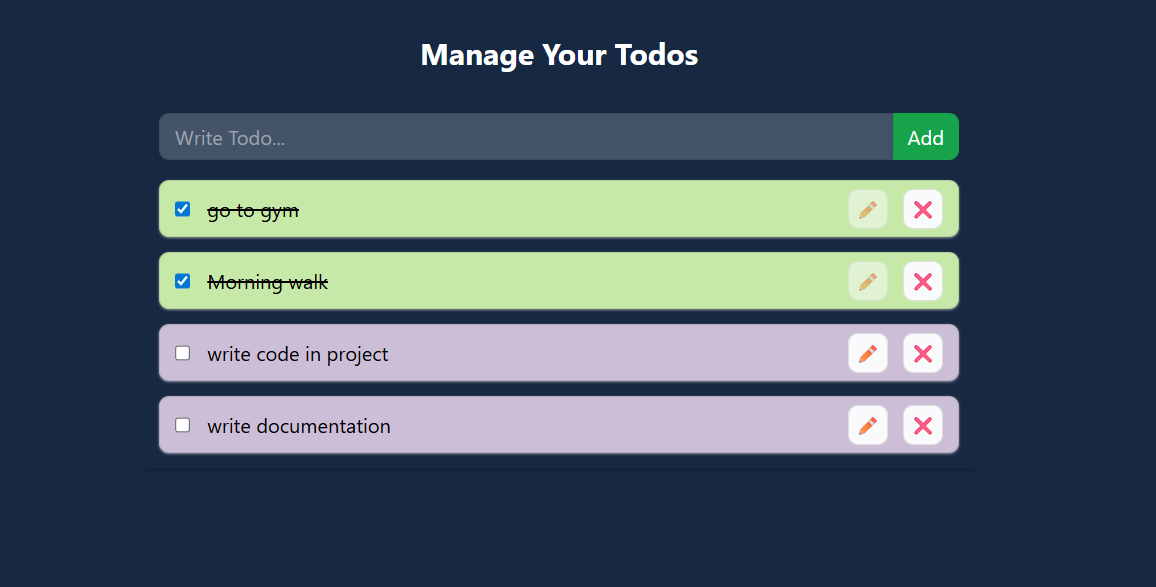 Manage Your Todos
Write Todo...
Add
go to gym
Morning walk
write code in project
write documentation